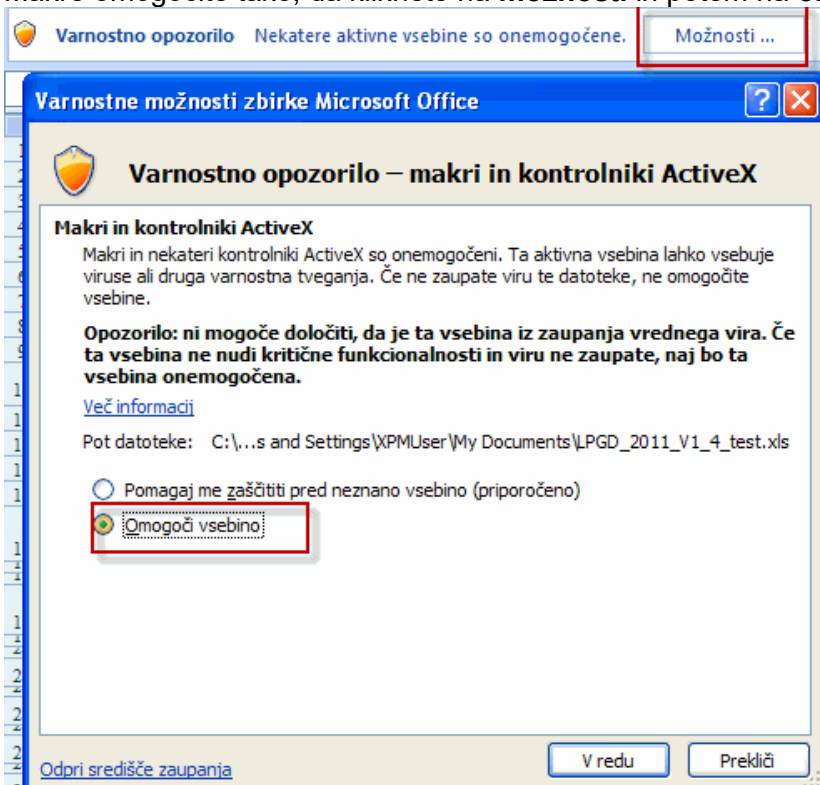 Varnostno opozorilo Nekatere aktivne vsebine so onemogočene. Možnosti ...
Varnostne možnosti zbirke Microsoft Office
Varnostno opozorilo – makri in kontrolniki ActiveX
Makri in kontrolniki ActiveX
Makri in nekateri kontrolniki ActiveX so onemogočeni. Ta aktivna vsebina lahko vsebuje
viruse ali druga varnostna tveganja. Če ne zaupate viru te datoteke, ne omogočite
vsebine.
Opozorilo: ni mogoče določiti, da je ta vsebina iz zaupanja vrednega vira. Če
ta vsebina ne nudi kritične funkcionalnosti in viru ne zaupate, naj bo ta
vsebina onemogočena.
Več informacij
Pot datoteke: C:\...s and Settings\XPMUser\My Documents\LPGD_2011_V1_4_test.xls
Pomagaj me zaščititi pred neznano vsebino (priporočeno)
Omogoči vsebino
V redu Prekliči
Odpri središče zaupanja